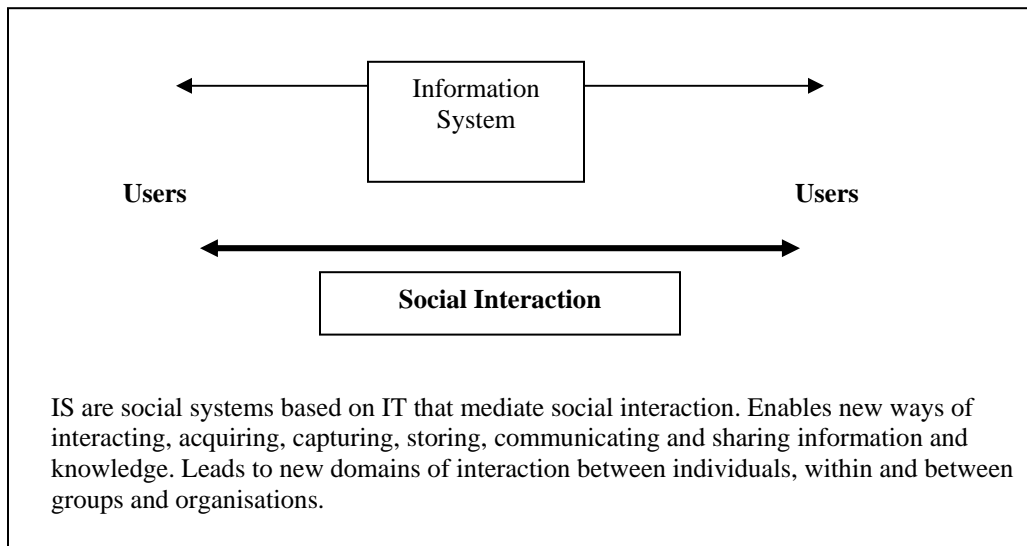 Information
System
Users
Users
Social Interaction
IS are social systems based on IT that mediate social interaction. Enables new ways of
interacting, acquiring, capturing, storing, communicating and sharing information and
knowledge. Leads to new domains of interaction between individuals, within and between
groups and organisations.